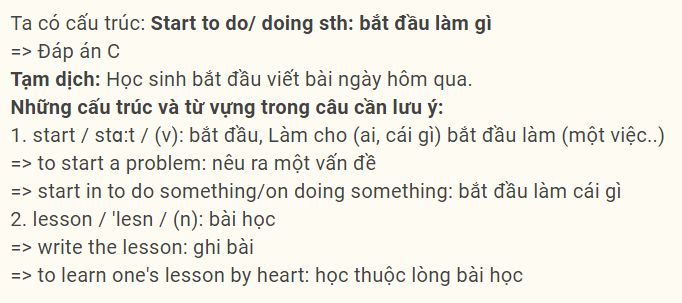 Ta có cấu trúc: Start to do/ doing sth: bắt đầu làm gì
=> Đáp án C
Tạm dịch: Học sinh bắt đầu viết bài ngày hôm qua.
Những cấu trúc và từ vựng trong câu cần lưu ý:
1. start / stɑ:t / (v): bắt đầu, Làm cho (ai, cái gì) bắt đầu làm (một việc..)
=> to start a problem: nêu ra một vấn đề
=> start in to do something/on doing something: bắt đầu làm cái gì
2. lesson / 'lesn / (n): bài học
=> write the lesson: ghi bài
=> to learn one's lesson by heart: học thuộc lòng bài học